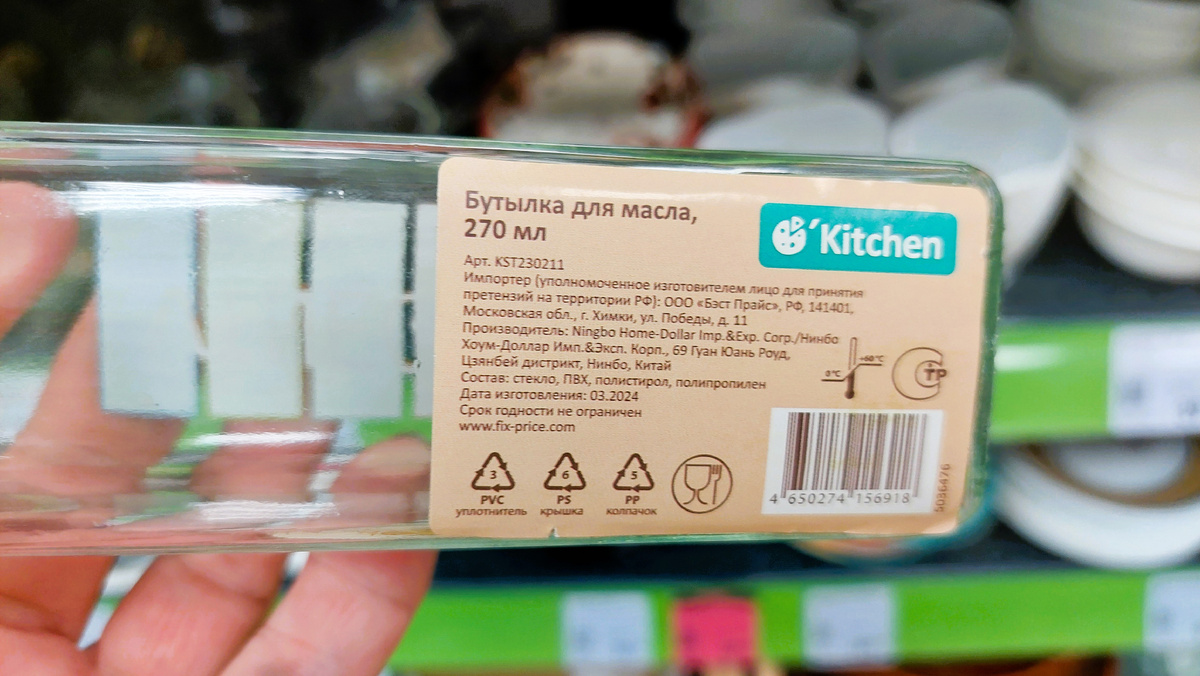 Бутылка для масла,
270 мл
'Kitchen
Арт. KST230211
Импортер (уполномоченное изготовителем лицо для принятия
претензий на территории РФ): ООО «Бэст Прайс», РФ, 141401,
Московская обл., г. Химки, ул. Победы, д. 11
Производитель: Ningbo Home-Dollar Imp.&Exp. Corp./Нинбо
Хоум-Доллар Имп.&Эксп. Корп., 69 Гуан Юань Роуд,
Цзянбей дистрикт, Нинбо, Китай
Состав: стекло, ПВХ, полистирол, полипропилен
Дата изготовления: 03.2024
Срок годности не ограничен
www.fix-price.com
0°C +60°C
СТР
3 6 5
PVC PS PP
уплотнитель крышка колпачок
4 650274 156918
5036476